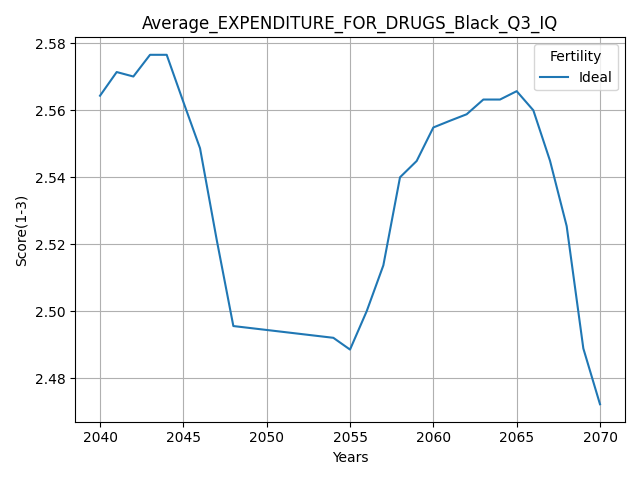 Average_EXPENDITURE_FOR_DRUGS_Black_Q3_IQ
Fertility
Ideal
Score(1-3)
2.58
2.56
2.54
2.52
2.50
2.48
2040 2045 2050 2055 2060 2065 2070
Years